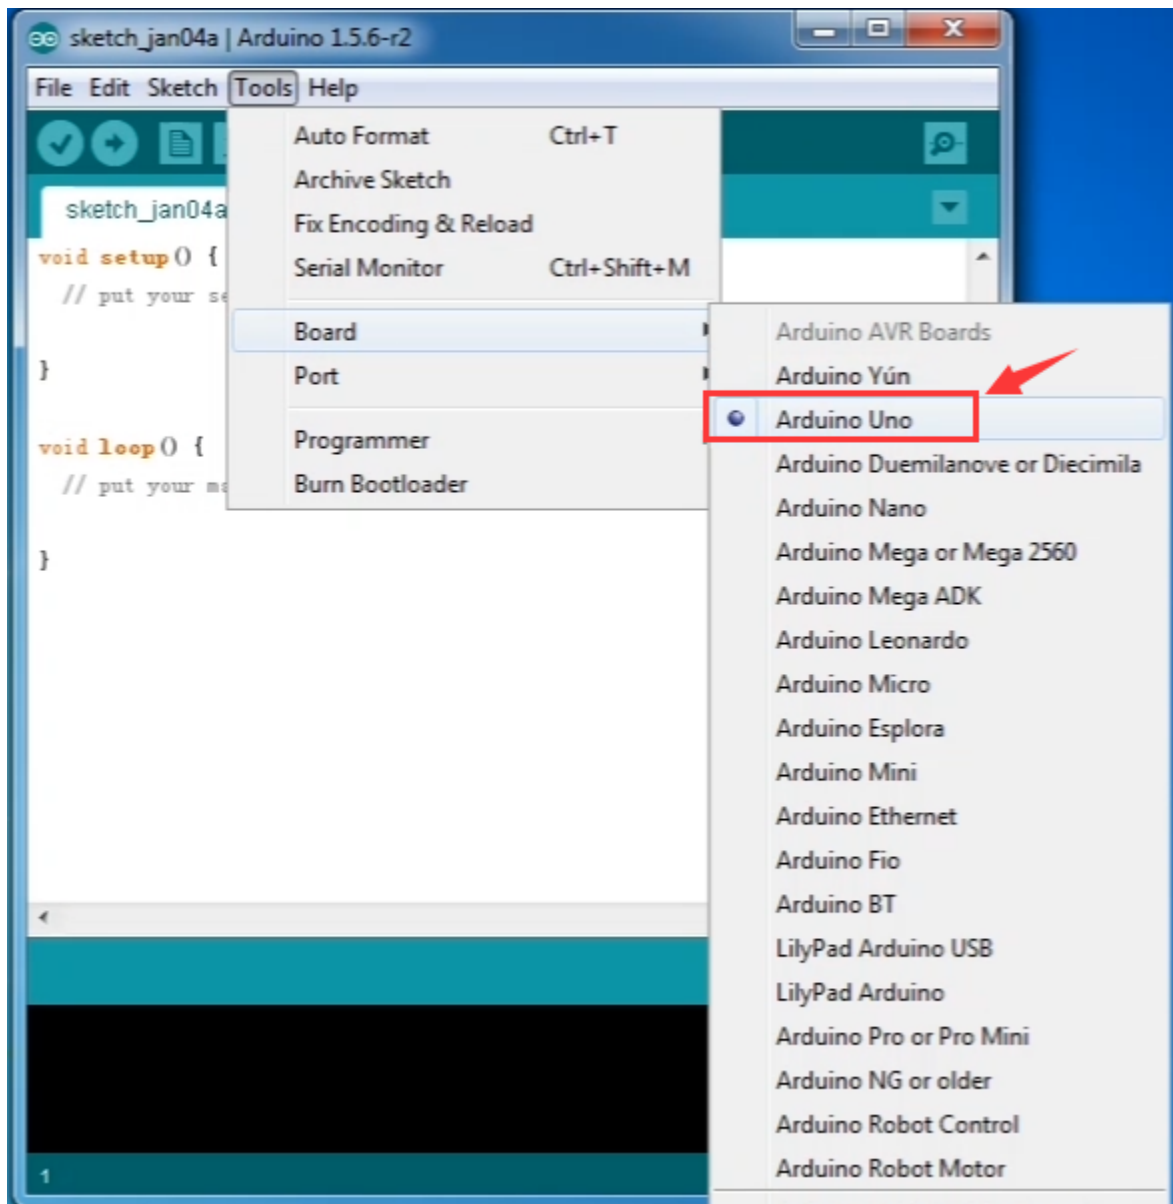 sketch_jan04a | Arduino 1.5.6-r2
File Edit Sketch Tools Help
Auto Format Ctrl+T
Archive Sketch
sketch_jan04a
Fix Encoding & Reload
void setup() {
Serial Monitor Ctrl+Shift+M
// put your se
Board
Port
}
Programmer
void loop() {
Burn Bootloader
// put your
}
Arduino AVR Boards
Arduino Yún
Arduino Uno
Arduino Duemilanove or Diecimila
Arduino Nano
Arduino Mega or Mega 2560
Arduino Mega ADK
Arduino Leonardo
Arduino Micro
Arduino Esplora
Arduino Mini
Arduino Ethernet
Arduino Fio
Arduino BT
LilyPad Arduino USB
LilyPad Arduino
Arduino Pro or Pro Mini
Arduino NG or older
Arduino Robot Control
Arduino Robot Motor
1